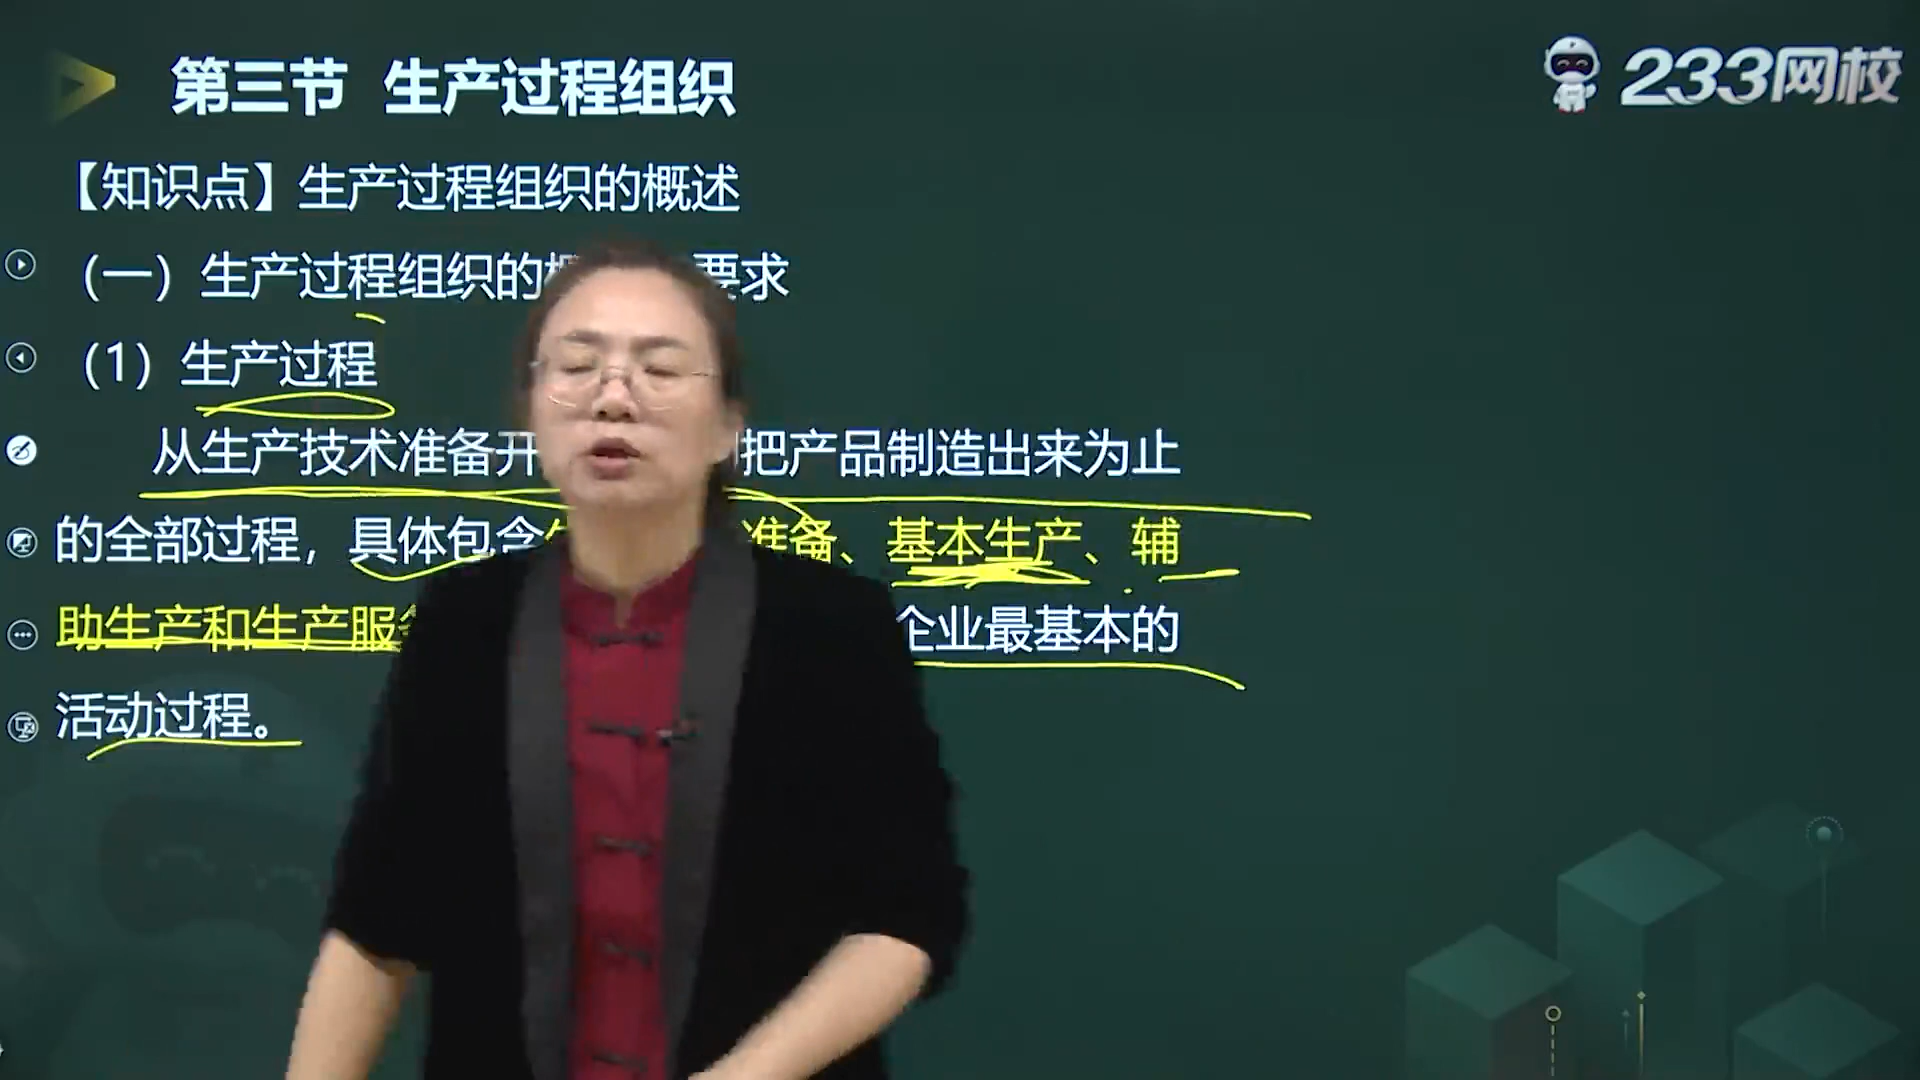 第三节 生产过程组织
233网校
【知识点】生产过程组织的概述
（一）生产过程组织的 要求
（1）生产过程
从生产技术准备开 把产品制造出来为止
的全部过程，具体包含 准备、基本生产、辅
助生产和生产服 企业最基本的
活动过程。